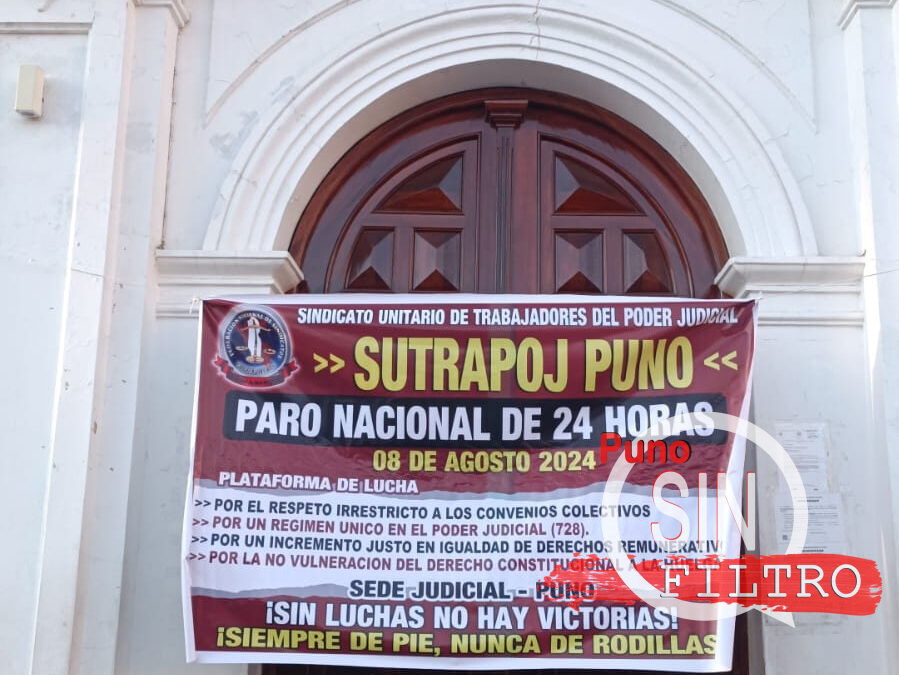 SINDICATO UNITARIO DE TRABAJADORES DEL PODER JUDICIAL
>> SUTRAPOJ PUNO <<
PARO NACIONAL DE 24 HORAS
08 DE AGOSTO 2024
PLATAFORMA DE LUCHA
>> POR EL RESPETO IRRESTRICTO A LOS CONVENIOS COLECTIVOS
>> POR UN REGIMEN UNICO EN EL PODER JUDICIAL (728).
>> POR UN INCREMENTO JUSTO EN IGUALDAD DE DERECHOS
>> POR LA NO VULNERACION DEL DERECHO CONSTITUCIONAL A LA
SEDE JUDICIAL - PUNO
¡SIN LUCHAS NO HAY VICTORIAS!
¡SIEMPRE DE PIE, NUNCA DE RODILLAS
Puno
SIN
FILTRO